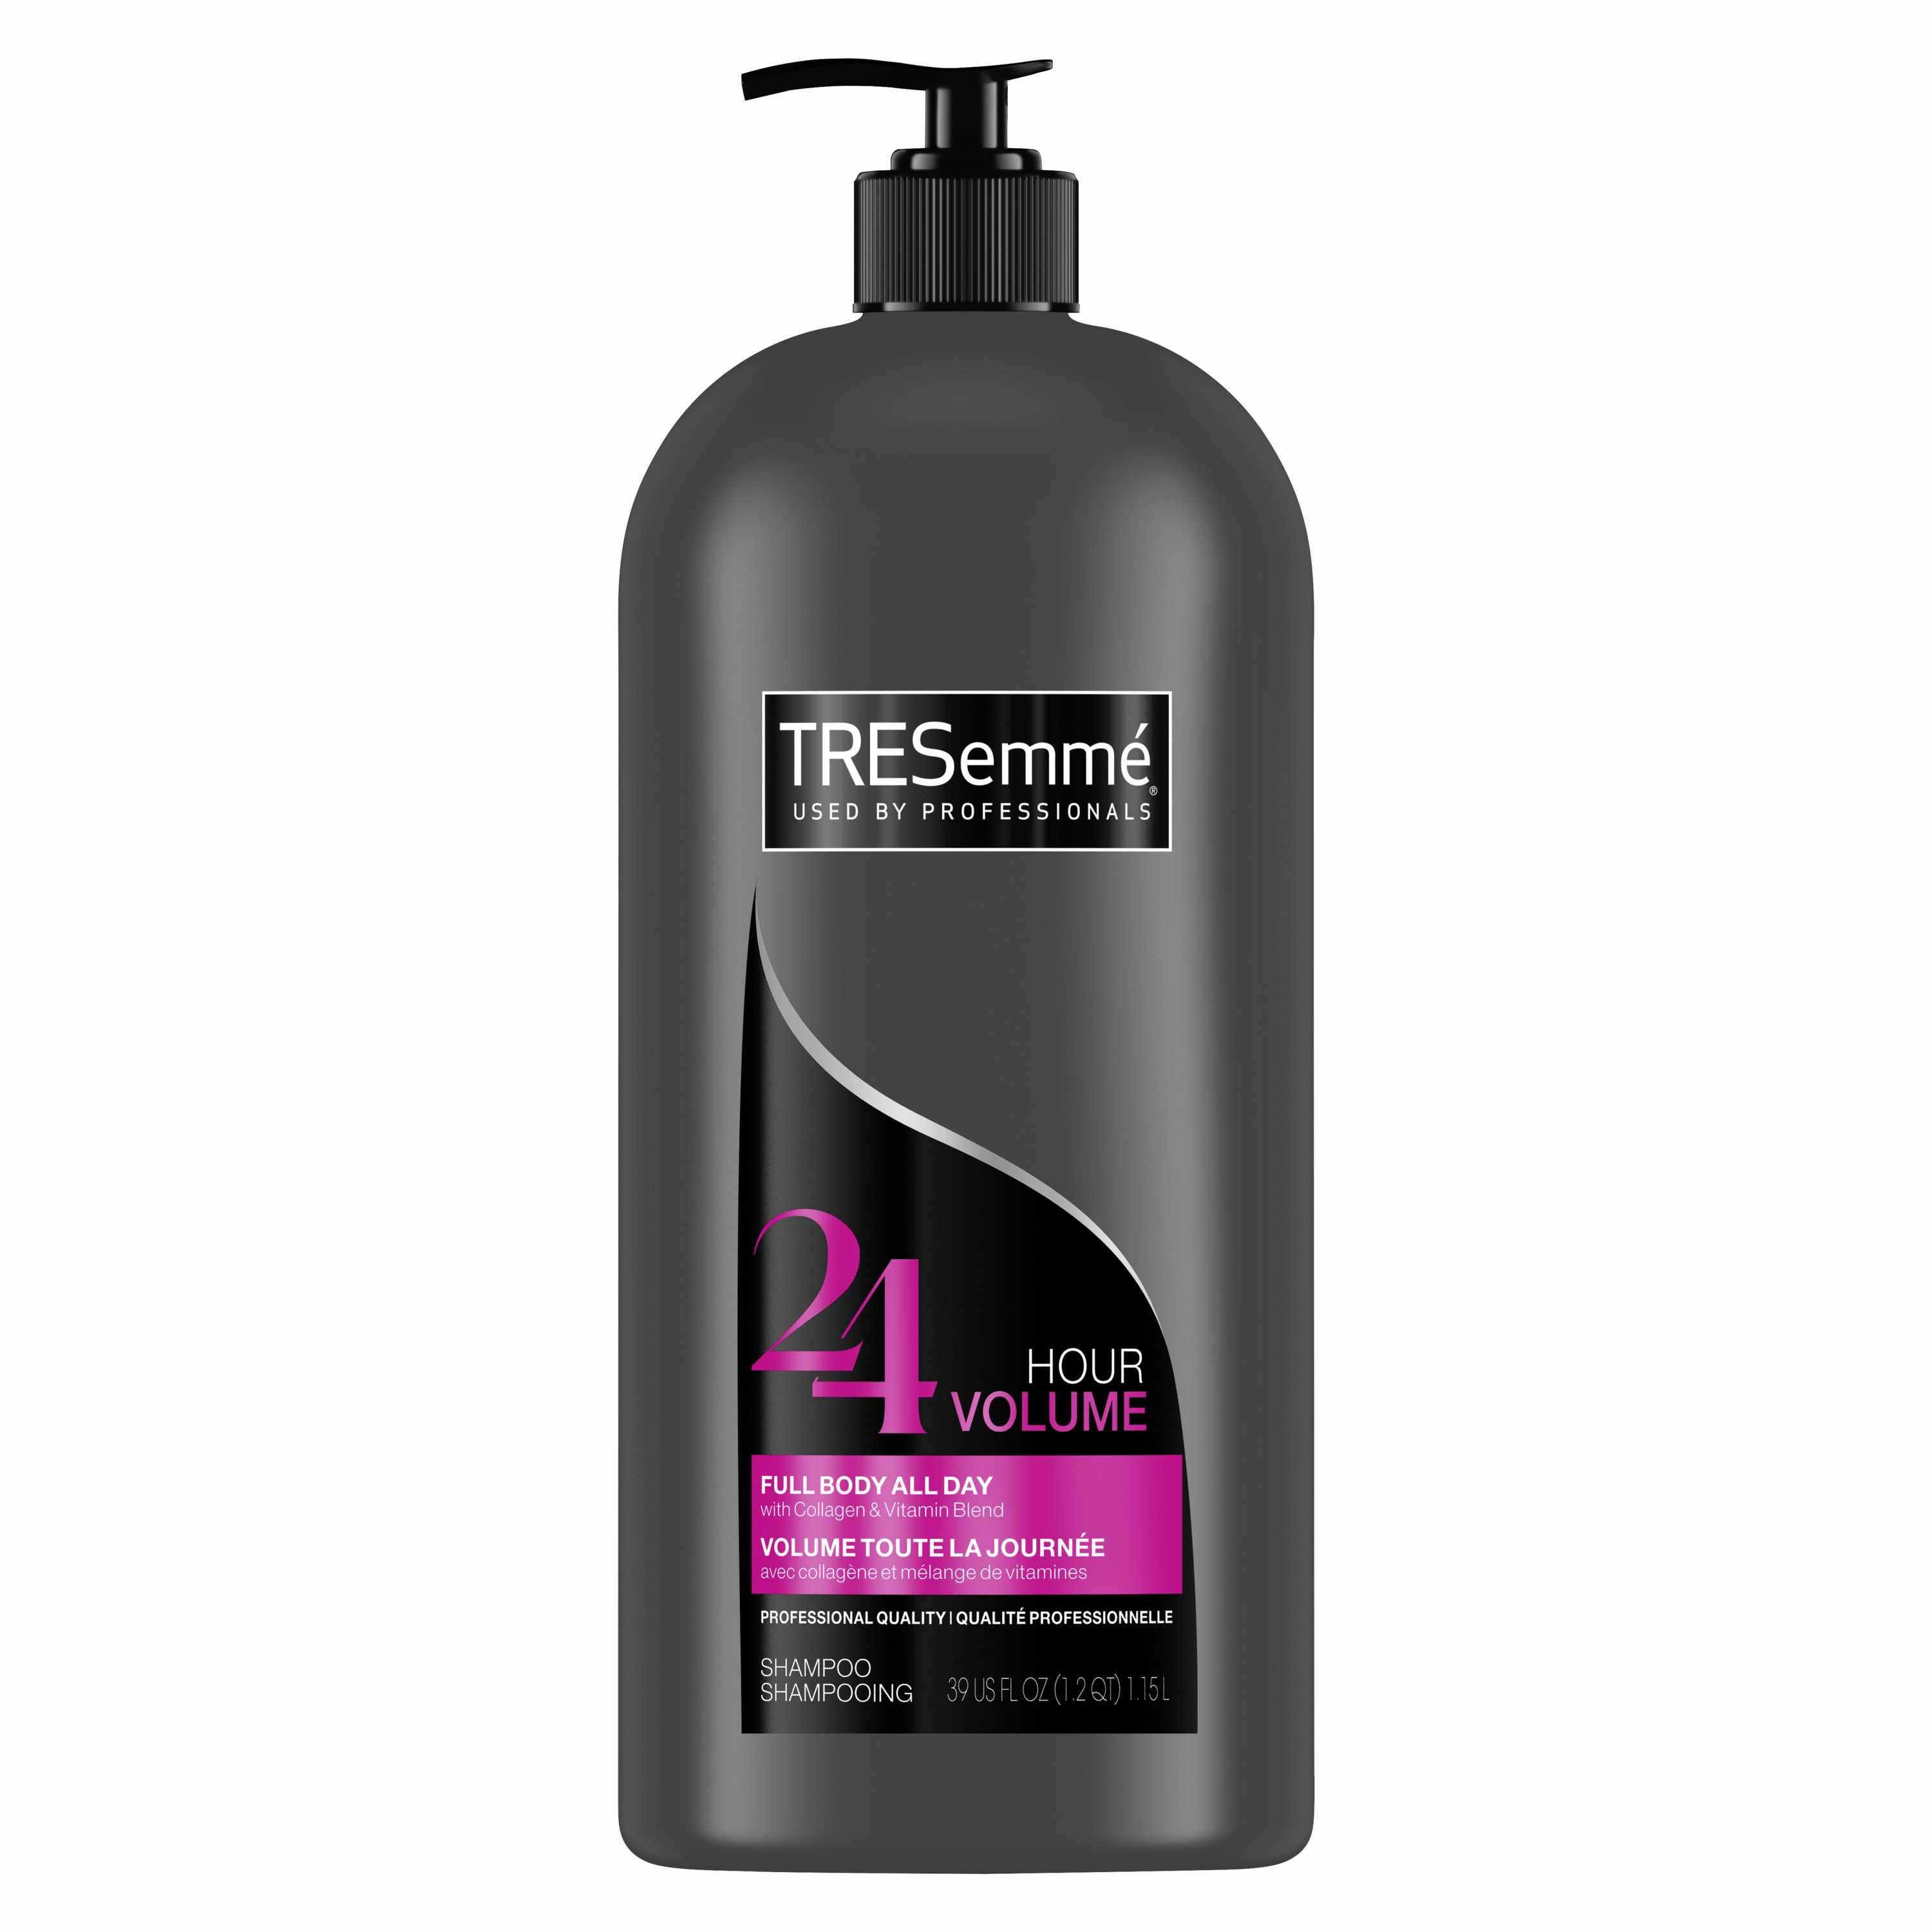 TRESemmé®
USED BY PROFESSIONALS
24
HOUR
VOLUME
FULL BODY ALL DAY
with Collagen & Vitamin Blend
VOLUME TOUTE LA JOURNÉE
avec collagène et mélange de vitamines
PROFESSIONAL QUALITY | QUALITÉ PROFESSIONNELLE
SHAMPOO
SHAMPOOING 39 US FL OZ (1.2 QT) 1.15 L